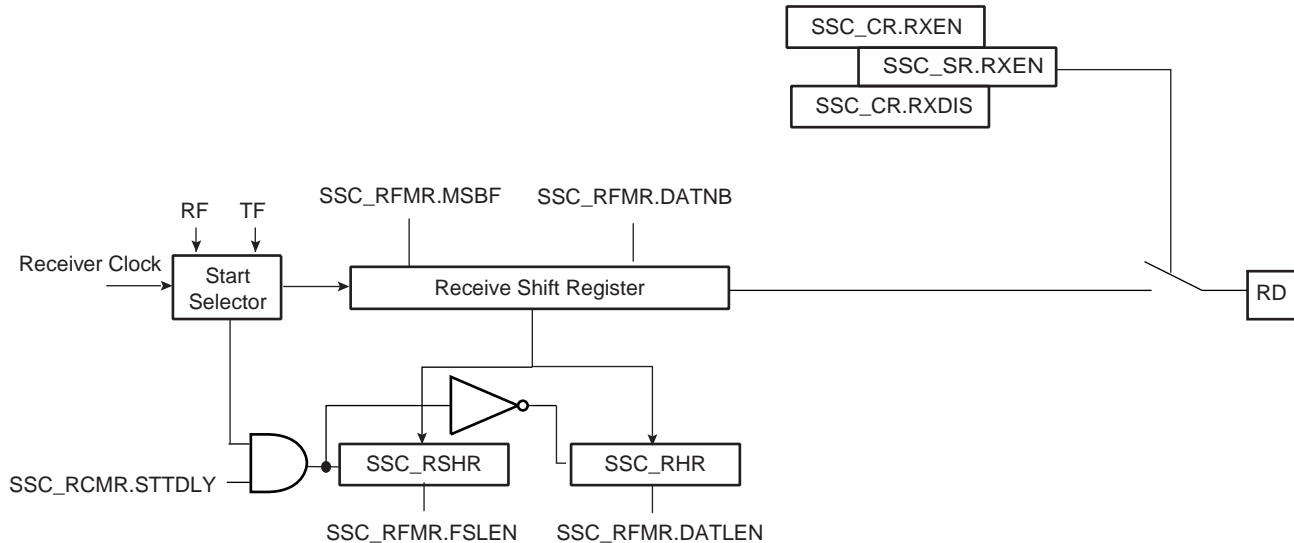 SSC_CR.RXEN
SSC_SR.RXEN
SSC_CR.RXDIS
SSC_RFMR.MSBF
SSC_RFMR.DATNB
RF
TF
Receiver Clock
Start
Selector
Receive Shift Register
RD
SSC_RSHR
SSC_RHR
SSC_RCMR.STTDLY
SSC_RFMR.FSLEN
SSC_RFMR.DATLEN